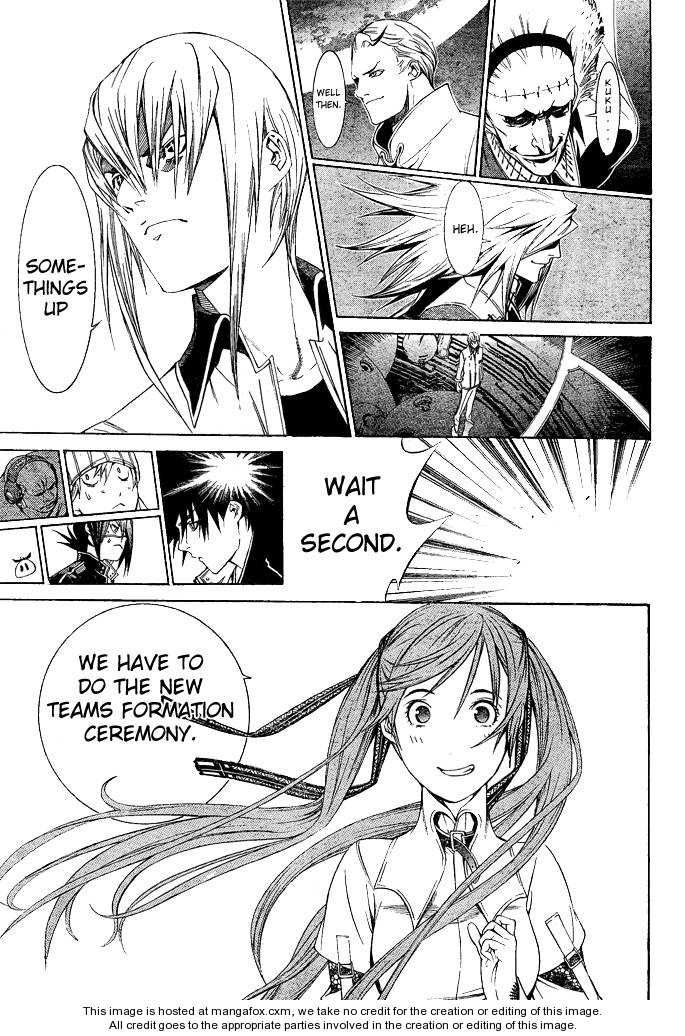 KUKU...
WELL
THEN.
HEH.
SOME-
THINGS
UP
WAIT
A
SECOND.
WE HAVE TO
DO THE NEW
TEAMS FORMATION
CEREMONY.
This image is hosted at mangafox.cxm, we take no credit for the creation or editing of this image.
All credit goes to the appropriate parties involved in the creation or editing of this image.